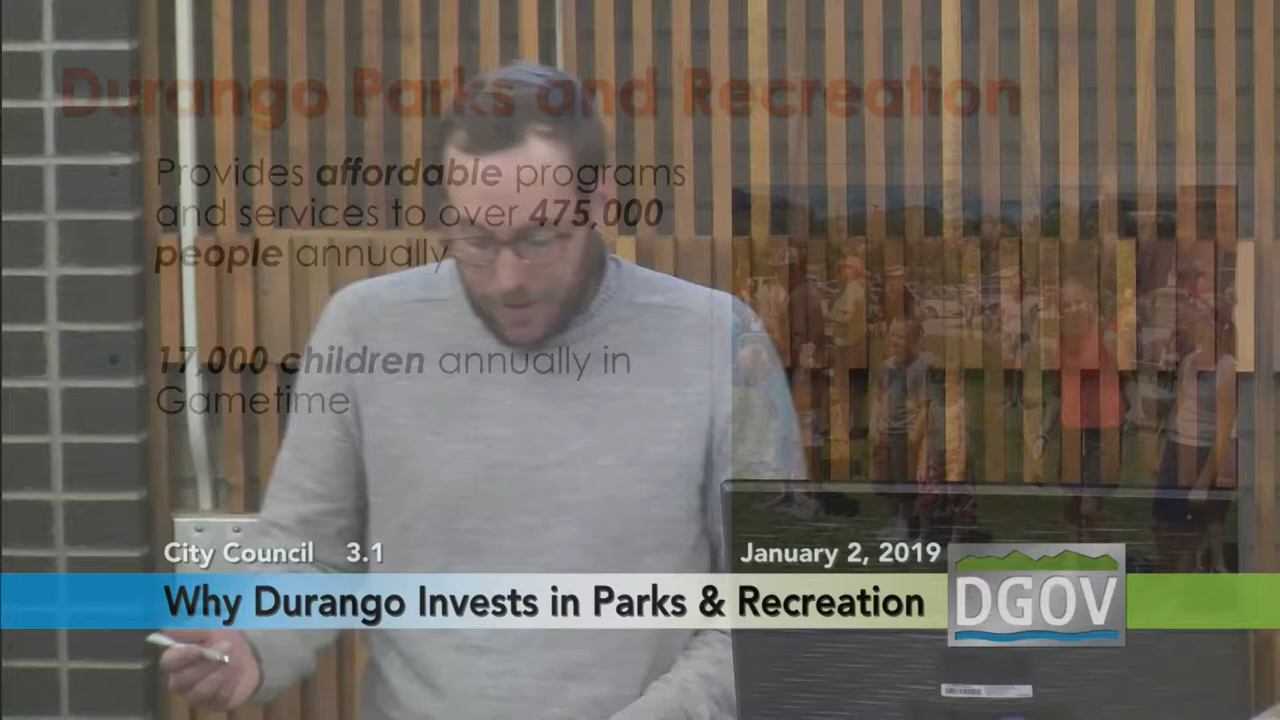 Durango Parks and Recreation
Provides affordable programs
and services to over 475,000
people annually
17,000 children annually in
Gametime
City Council 3.1
January 2, 2019
Why Durango Invests in Parks & Recreation
DGOV